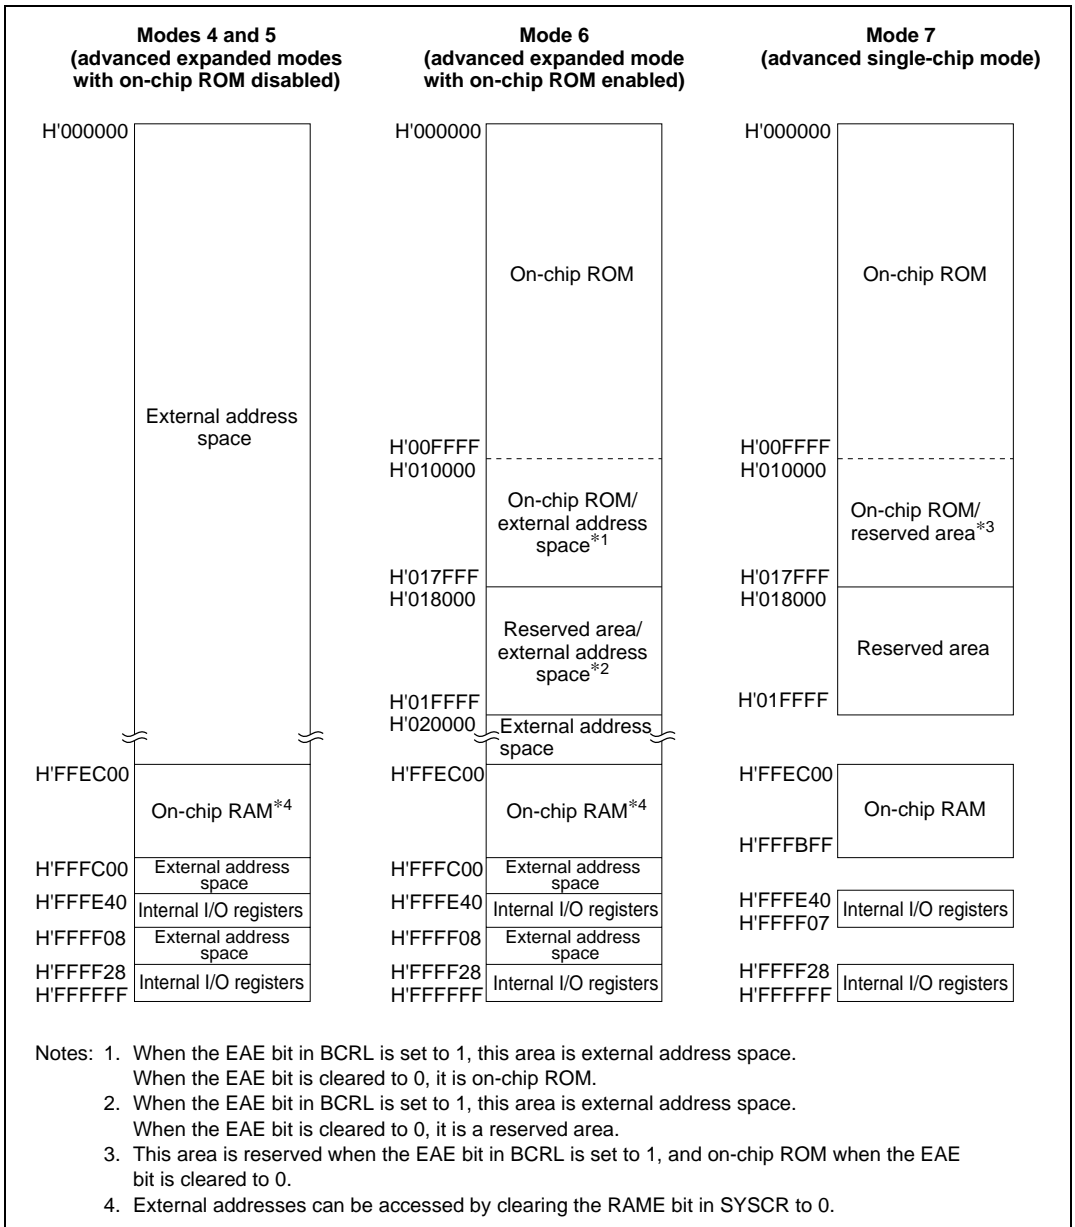 Modes 4 and 5
(advanced expanded modes
with on-chip ROM disabled)
H'000000
External address
space
H'FFEC00
On-chip RAM*4
H'FFFC00
External address
space
H'FFFE40
Internal I/O registers
H'FFFF08
External address
space
H'FFFF28
Internal I/O registers
H'FFFFFF
Mode 6
(advanced expanded mode
with on-chip ROM enabled)
H'000000
On-chip ROM
H'00FFFF
H'010000
On-chip ROM/
external address
space*1
H'017FFF
H'018000
Reserved area/
external address
space*2
H'01FFFF
H'020000
External address
space
H'FFEC00
On-chip RAM*4
H'FFFC00
External address
space
H'FFFE40
Internal I/O registers
H'FFFF08
External address
space
H'FFFF28
Internal I/O registers
H'FFFFFF
Mode 7
(advanced single-chip mode)
H'000000
On-chip ROM
H'00FFFF
H'010000
On-chip ROM/
reserved area*3
H'017FFF
H'018000
Reserved area
H'01FFFF
H'FFEC00
On-chip RAM
H'FFFBFF
H'FFFE40
Internal I/O registers
H'FFFF07
H'FFFF28
Internal I/O registers
H'FFFFFF
Notes: 1. When the EAE bit in BCRL is set to 1, this area is external address space.
When the EAE bit is cleared to 0, it is on-chip ROM.
2. When the EAE bit in BCRL is set to 1, this area is external address space.
When the EAE bit is cleared to 0, it is a reserved area.
3. This area is reserved when the EAE bit in BCRL is set to 1, and on-chip ROM when the EAE
bit is cleared to 0.
4. External addresses can be accessed by clearing the RAME bit in SYSCR to 0.